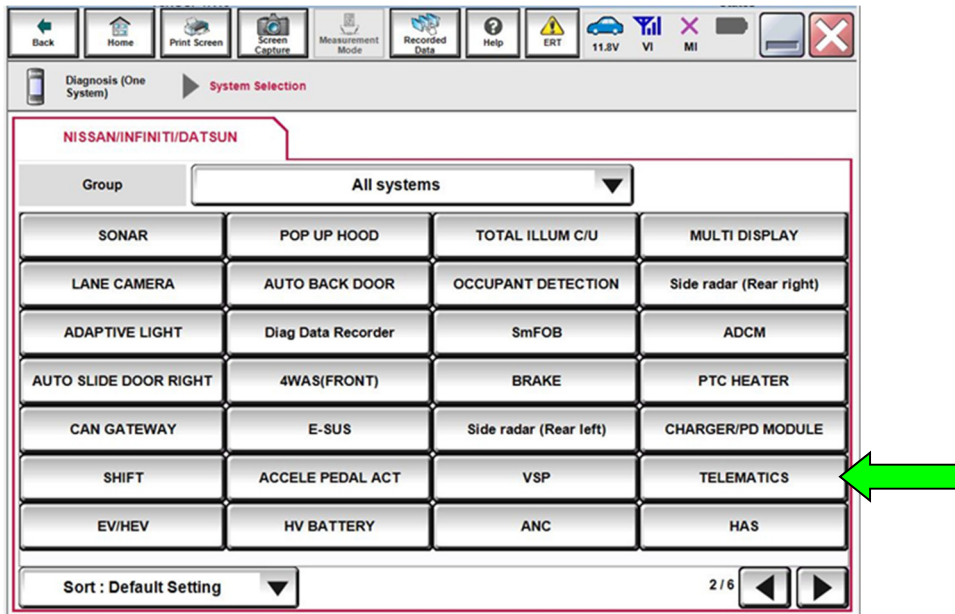 Back
Home
Print Screen
Screen
Capture
Measurement
Mode
Recorded
Data
Help
ERT
11.8V
VI
MI
Diagnosis (One
System)
System Selection
NISSAN/INFINITI/DATSUN
Group
All systems
SONAR
POP UP HOOD
TOTAL ILLUM C/U
MULTI DISPLAY
LANE CAMERA
AUTO BACK DOOR
OCCUPANT DETECTION
Side radar (Rear right)
ADAPTIVE LIGHT
Diag Data Recorder
SmFOB
ADCM
AUTO SLIDE DOOR RIGHT
4WAS(FRONT)
BRAKE
PTC HEATER
CAN GATEWAY
E-SUS
Side radar (Rear left)
CHARGER/PD MODULE
SHIFT
ACCELE PEDAL ACT
VSP
TELEMATICS
EV/HEV
HV BATTERY
ANC
HAS
Sort : Default Setting
2/6